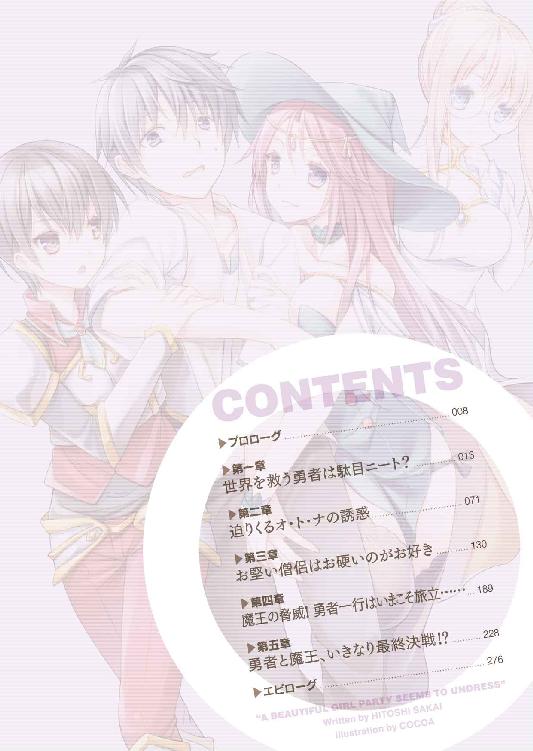 CONTENTS
▶プロローグ 008
▶第一章
世界を救う勇者は駄目ニート? 015
▶第二章
迫りくるオ・ト・ナの誘惑 071
▶第三章
お堅い僧侶はお硬いのがお好き 130
▶第四章
魔王の脅威!勇者一行はいまこそ旅立…… 189
▶第五章
勇者と魔王、いきなり最終決戦!? 228
▶エピローグ 276
"A BEAUTIFUL GIRL PARTY SEEMS TO UNDRESS"
Written by HITOSHI SAKAI
illustration by COCOA